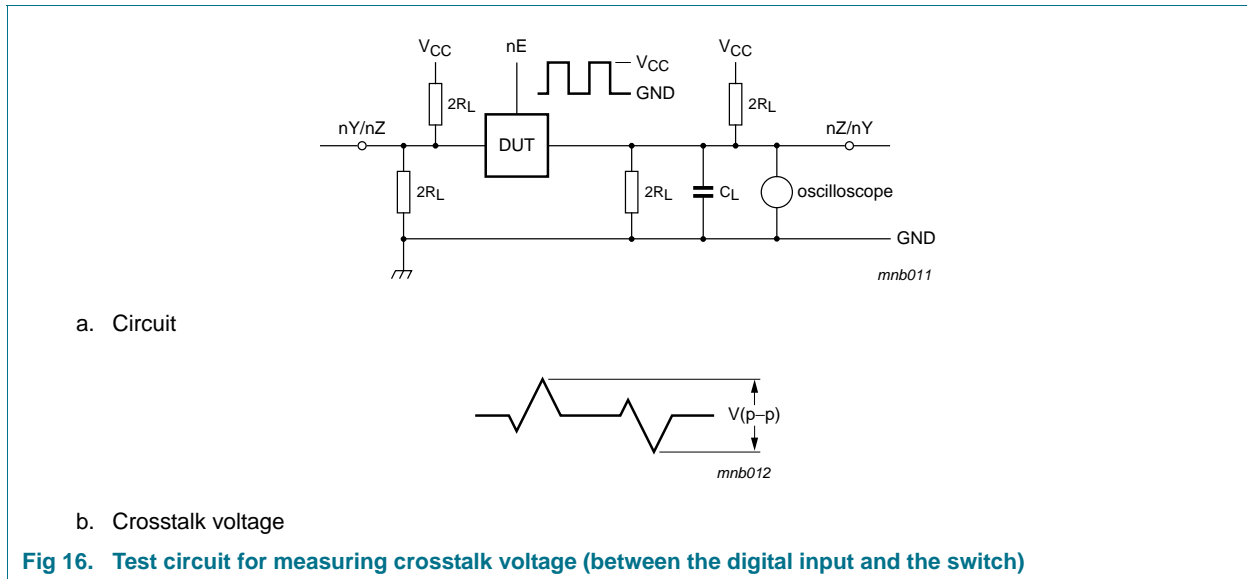 VCC nE VCC
VCC
GND
2RL 2RL
nY/nZ DUT nZ/nY
2RL 2RL CL oscilloscope
GND
mnb011
a. Circuit
V(p−p)
mnb012
b. Crosstalk voltage
Fig 16. Test circuit for measuring crosstalk voltage (between the digital input and the switch)